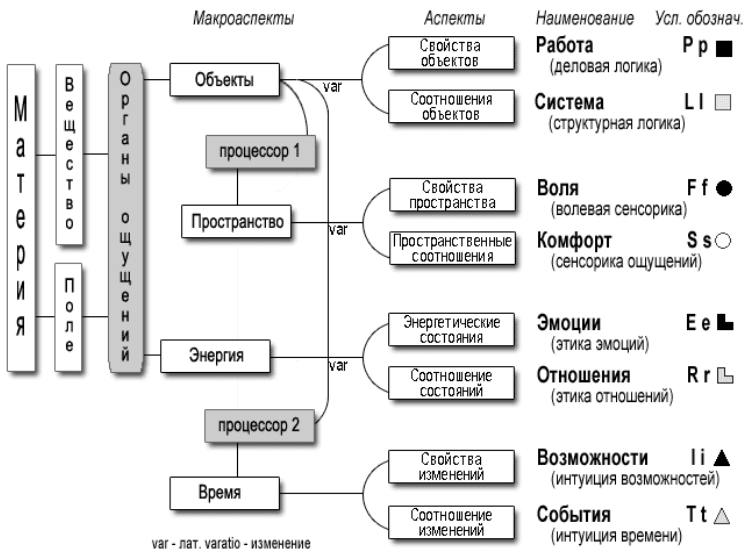 Макроаспекты
Аспекты
Наименование
Усл. обознач.
Материя
Вещество
Поле
Органы ощущений
Объекты
var
Свойства
объектов
Работа
(деловая логика)
P p
Соотношения
объектов
Система
(структурная логика)
L l
процессор 1
Пространство
var
Свойства
пространства
Воля
(волевая сенсорика)
F f
Пространственные
соотношения
Комфорт
(сенсорика ощущений)
S s
Энергия
var
Энергетические
состояния
Эмоции
(этика эмоций)
E e
Соотношение
состояний
Отношения
(этика отношений)
R r
процессор 2
Время
Свойства
изменений
Возможности
(интуиция возможностей)
I i
Соотношение
изменений
События
(интуиция времени)
T t
var - лат. varatio - изменение